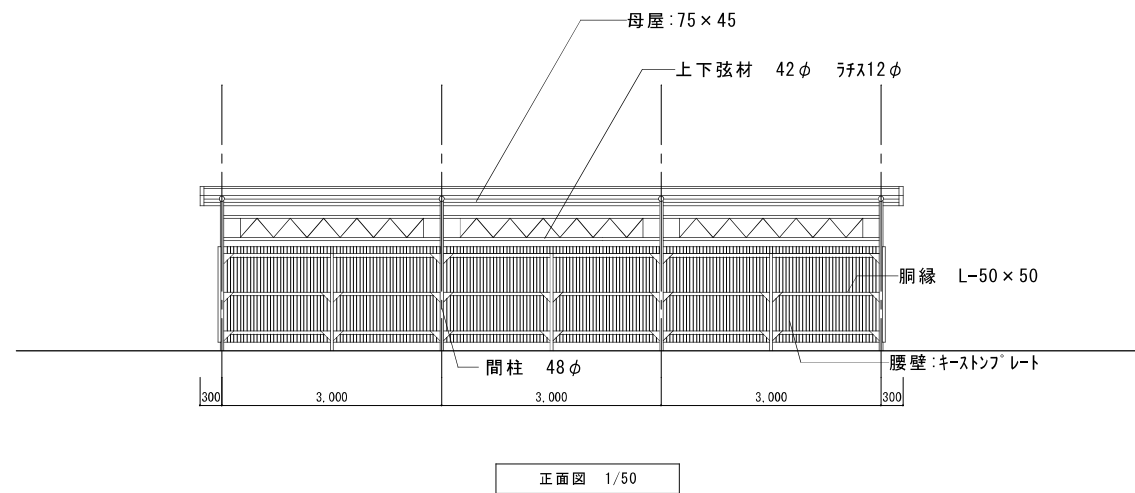 母屋:75×45
上下弦材 42φ ﾗﾁｽ12φ
胴縁 L-50×50
腰壁:ｷｰｽﾄﾝﾌﾟﾚｰﾄ
間柱 48φ
300 3,000 3,000 3,000 300
正面図 1/50